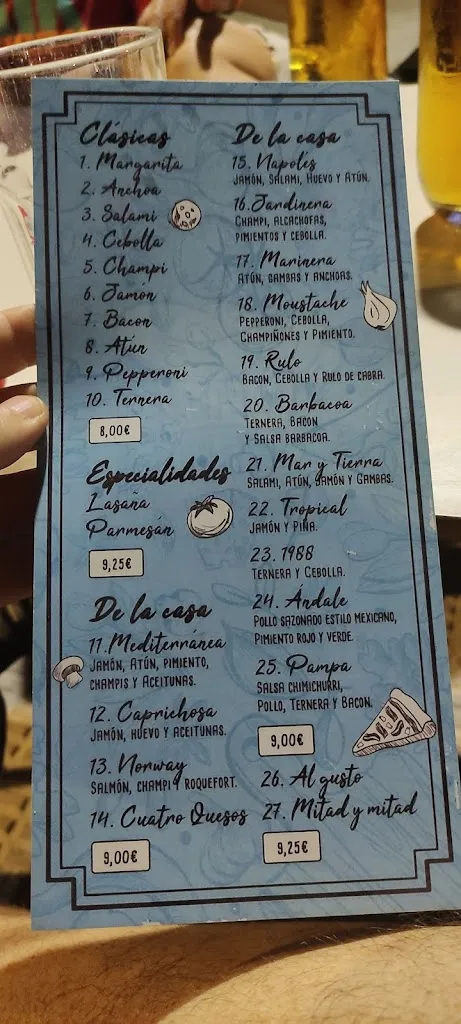 Clásicas
1. Margarita
2. Anchoa
3. Salami
4. Cebolla
5. Champi
6. Jamón
7. Bacon
8. Atún
9. Pepperoni
10. Ternera
8,00€
Especialidades
Lasaña
Parmesán
9,25€
De la casa
11. Mediterránea
JAMÓN, ATÚN, PIMIENTO,
CHAMPIS Y ACEITUNAS.
12. Caprichosa
JAMÓN, HUEVO Y ACEITUNAS.
13. Norway
SALMÓN, CHAMPI Y ROQUEFORT.
14. Cuatro Quesos
9,00€
De la casa
15. Napoles
JAMÓN, SALAMI, HUEVO Y ATÚN.
16. Jardinera
CHAMPI, ALCACHOFAS,
PIMIENTOS Y CEBOLLA.
17. Marinera
ATÚN, GAMBAS Y ANCHOAS.
18. Moustache
PEPPERONI, CEBOLLA,
CHAMPIÑONES Y PIMIENTO.
19. Rulo
BACON, CEBOLLA Y RULO DE CABRA.
20. Barbacoa
TERNERA, BACON
Y SALSA BARBACOA.
21. Mar y Tierra
SALAMI, ATÚN, JAMÓN Y GAMBAS.
22. Tropical
JAMÓN Y PIÑA.
23. 1988
TERNERA Y CEBOLLA.
24. Andale
POLLO SAZONADO ESTILO MEXICANO,
PIMIENTO ROJO Y VERDE.
25. Pampa
SALSA CHIMICHURRI,
POLLO, TERNERA Y BACON.
9,00€
26. Al gusto
27. Mitad y mitad
9,25€